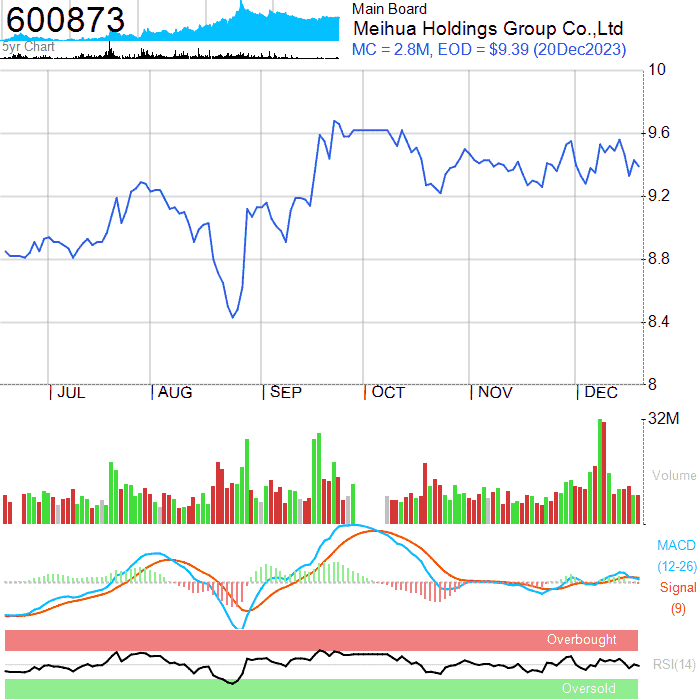 600873
5yr Chart
Main Board
Meihua Holdings Group Co.,Ltd
MC = 2.8M, EOD = $9.39 (20Dec2023)
10
9.6
9.2
8.8
8.4
8
JUL AUG SEP OCT NOV DEC
32M
Volume
MACD
(12-26)
Signal
(9)
Overbought
RSI(14)
Oversold